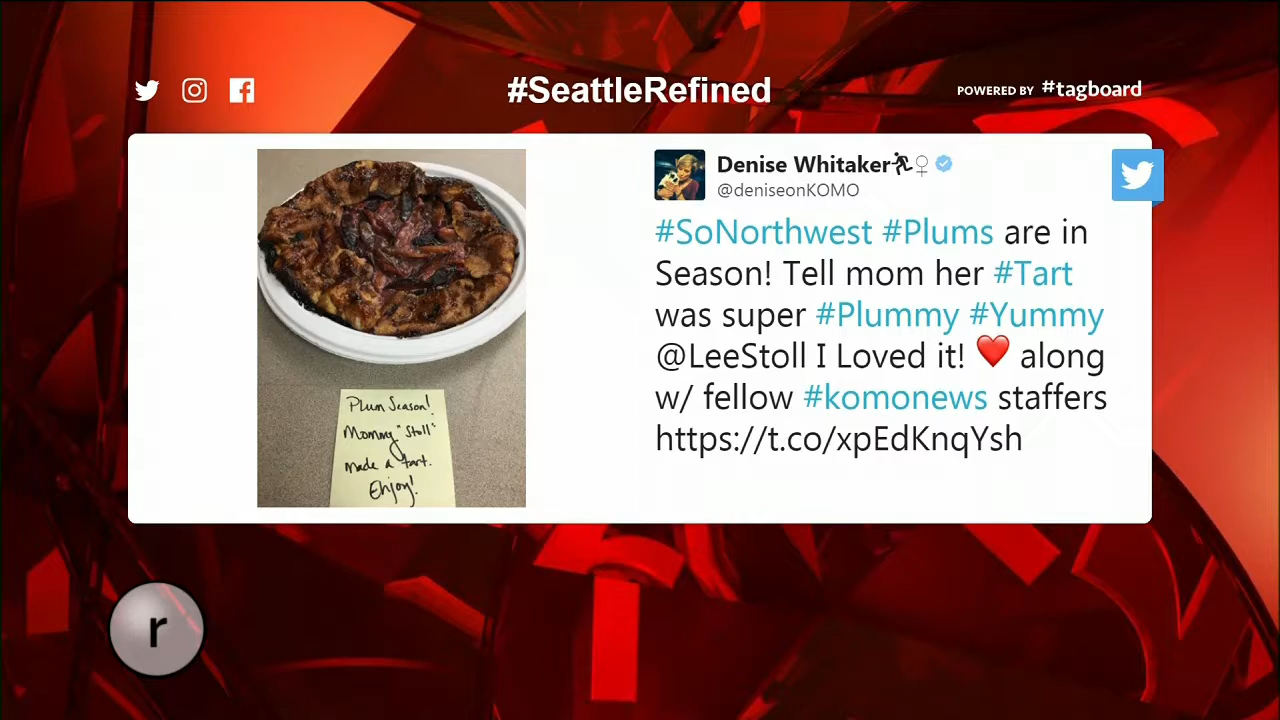 #SeattleRefined
POWERED BY #tagboard
Plum Season!
Mommy "Stoll"
made a tart.
Enjoy!
Denise Whitaker🏃♀
@deniseonKOMO
#SoNorthwest #Plums are in
Season! Tell mom her #Tart
was super #Plummy #Yummy
@LeeStoll I Loved it! ❤ along
w/ fellow #komonews staffers
https://t.co/xpEdKnqYsh
r